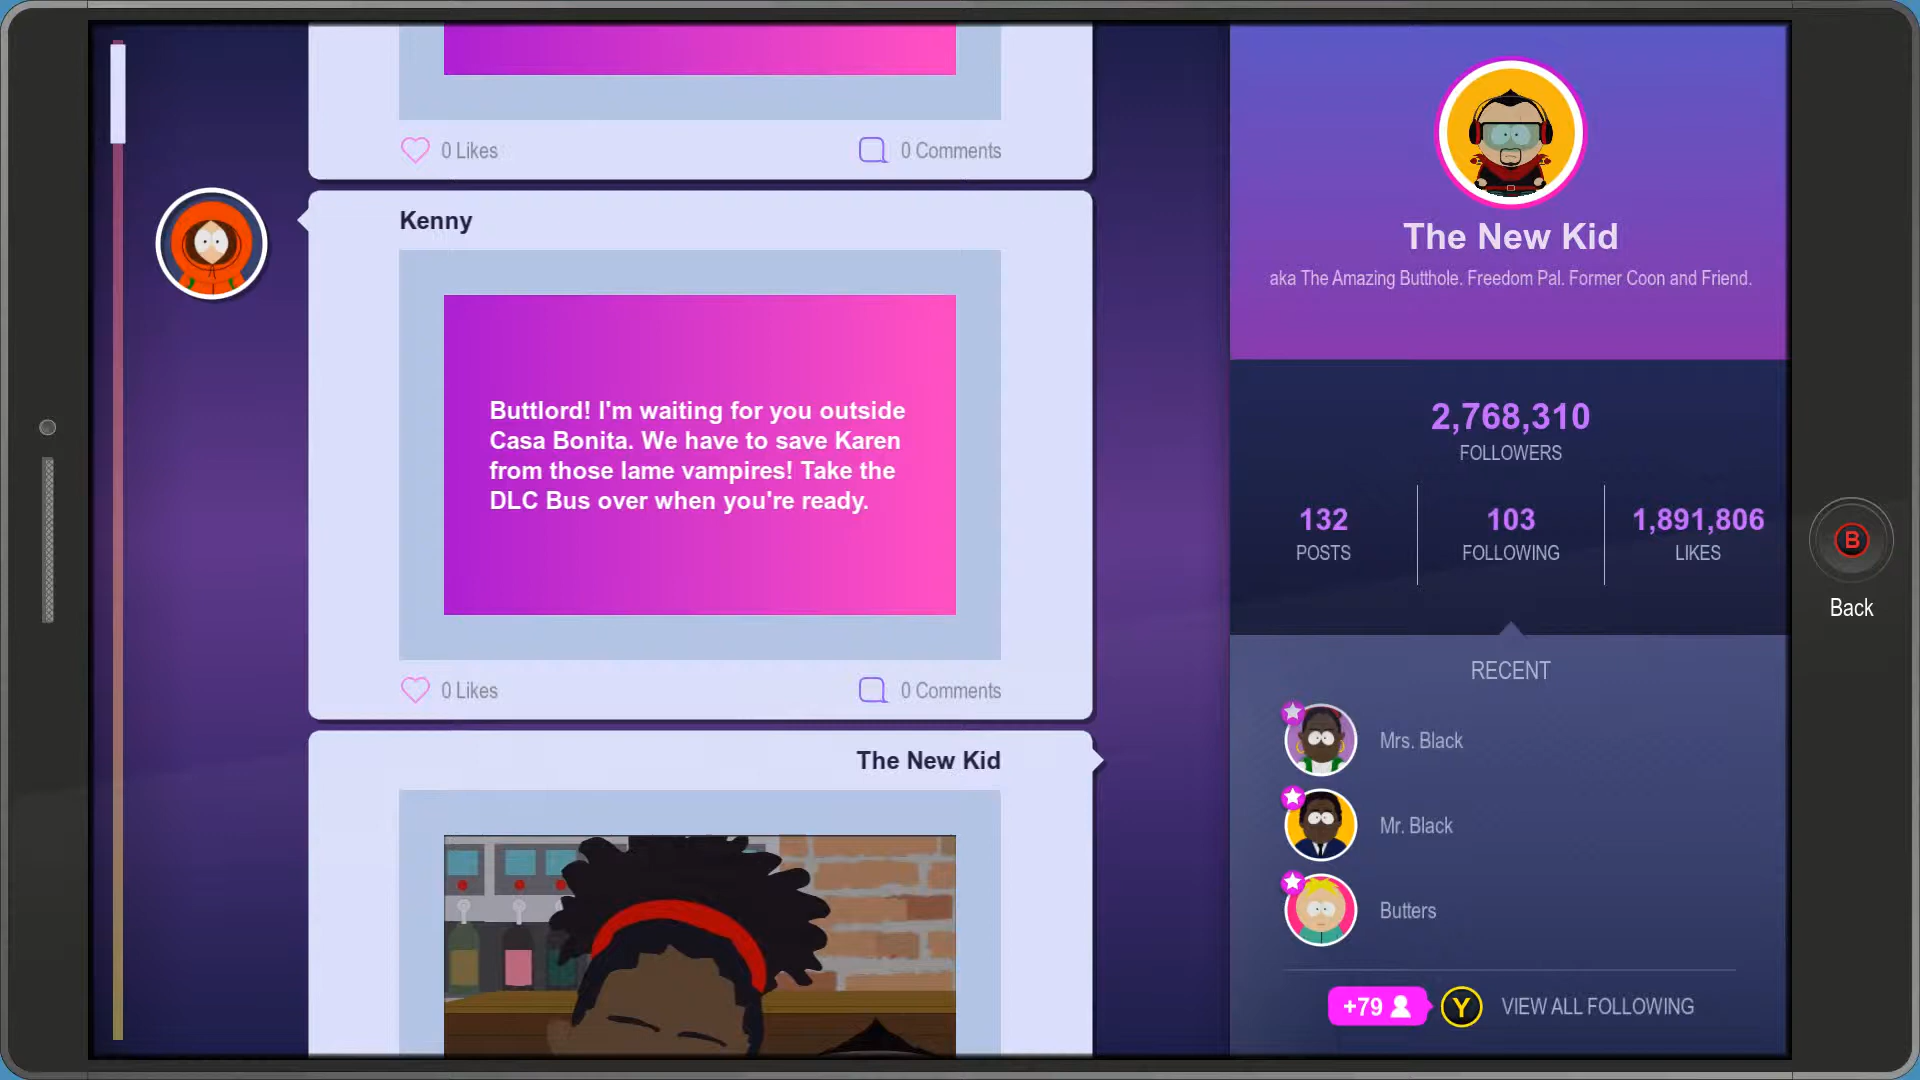 0 Likes
0 Comments
Kenny
Buttlord! I'm waiting for you outside
Casa Bonita. We have to save Karen
from those lame vampires! Take the
DLC Bus over when you're ready.
0 Likes
0 Comments
The New Kid
The New Kid
aka The Amazing Butthole. Freedom Pal. Former Coon and Friend.
2,768,310
FOLLOWERS
132
POSTS
103
FOLLOWING
1,891,806
LIKES
RECENT
Mrs. Black
Mr. Black
Butters
+79
Y
VIEW ALL FOLLOWING
B
Back